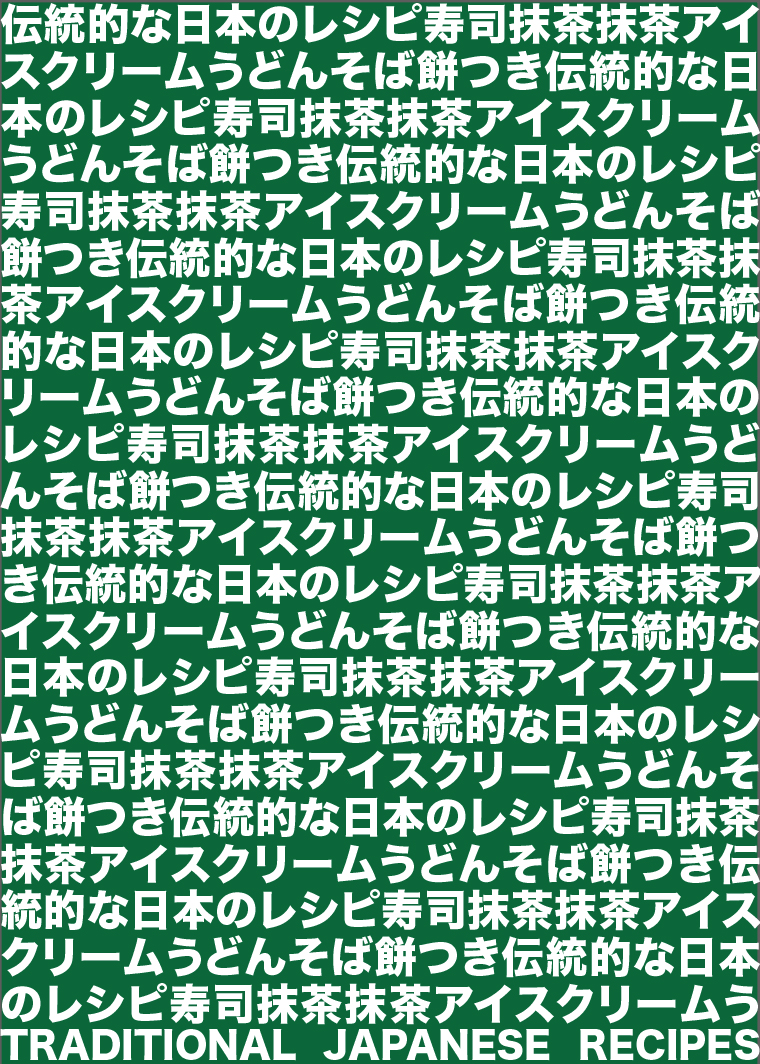 伝統的な日本のレシピ寿司抹茶抹茶アイ
スクリームうどんそば餅つき伝統的な日
本のレシピ寿司抹茶抹茶アイスクリーム
うどんそば餅つき伝統的な日本のレシピ
寿司抹茶抹茶アイスクリームうどんそば
餅つき伝統的な日本のレシピ寿司抹茶抹
茶アイスクリームうどんそば餅つき伝統
的な日本のレシピ寿司抹茶抹茶アイスク
リームうどんそば餅つき伝統的な日本の
レシピ寿司抹茶抹茶アイスクリームうど
んそば餅つき伝統的な日本のレシピ寿司
抹茶抹茶アイスクリームうどんそば餅つ
き伝統的な日本のレシピ寿司抹茶抹茶ア
イスクリームうどんそば餅つき伝統的な
日本のレシピ寿司抹茶抹茶アイスクリー
ムうどんそば餅つき伝統的な日本のレシ
ピ寿司抹茶抹茶アイスクリームうどんそ
ば餅つき伝統的な日本のレシピ寿司抹茶
抹茶アイスクリームうどんそば餅つき伝
統的な日本のレシピ寿司抹茶抹茶アイス
クリームうどんそば餅つき伝統的な日本
のレシピ寿司抹茶抹茶アイスクリームう
TRADITIONAL JAPANESE RECIPES